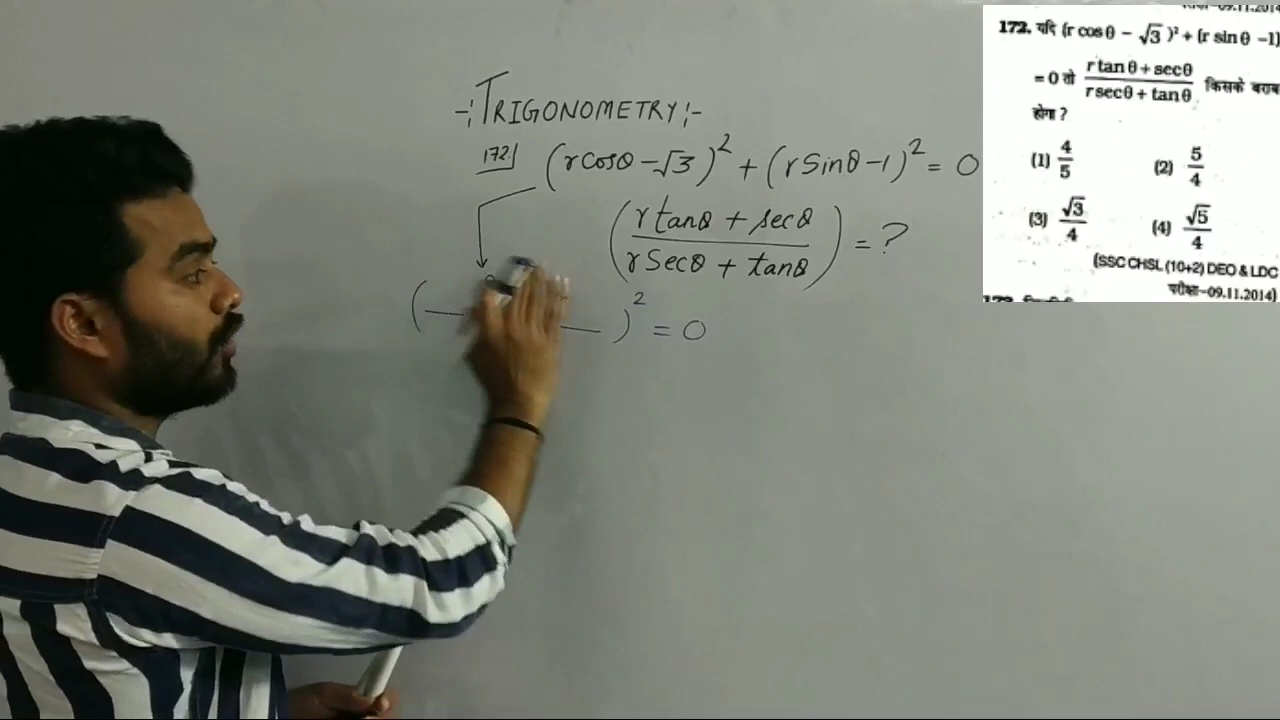 -: TRIGONOMETRY :-
172) (rcosθ - √3)² + (rSinθ - 1)² = 0
(rtanθ + secθ / rSecθ + tanθ) = ?
( )² = 0
172. यदि (r cos θ - √3 )² + (r sin θ -1)
= 0 तो r tan θ + sec θ / r sec θ + tan θ किसके
होगा ?
(1) 4/5 (2) 5/4
(3) √3/4 (4) √5/4
(SSC CHSL (10+2) DEO & LDC
परीक्षा-09.11.2014)